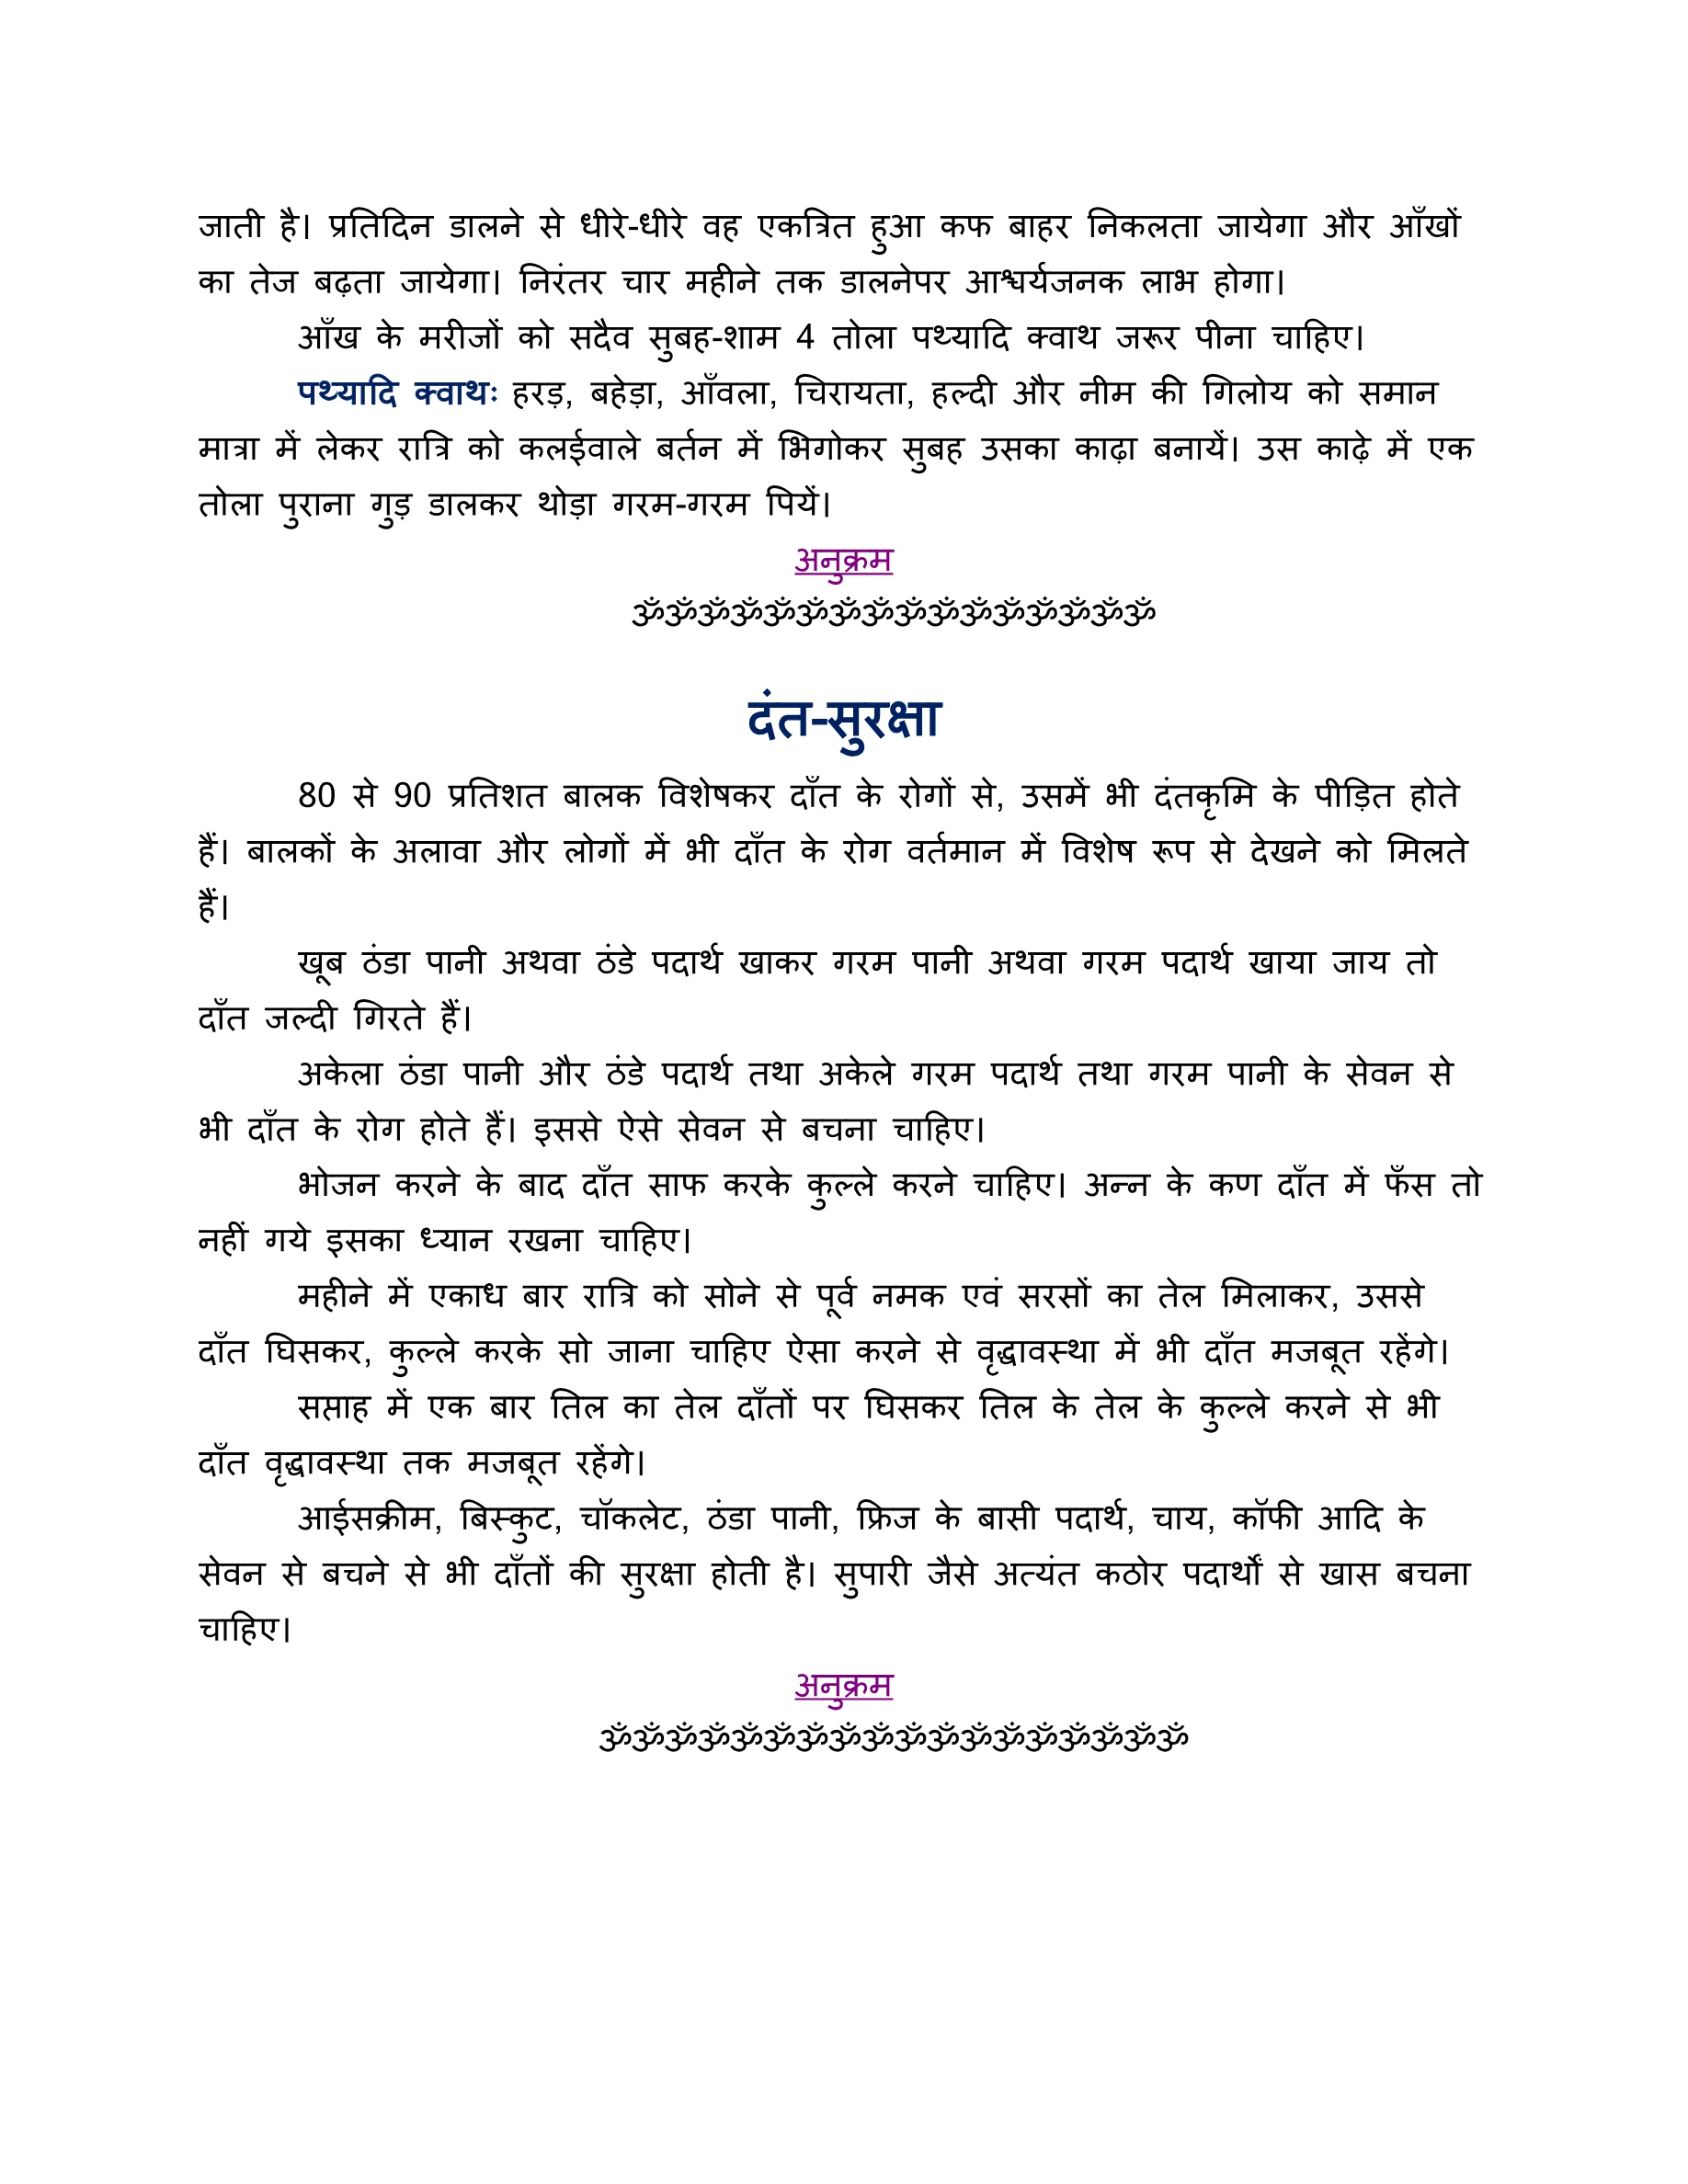 जाती है। प्रतिदिन डालने से धीरे-धीरे वह एकत्रित हुआ कफ बाहर निकलता जायेगा और आँखों
का तेज बढ़ता जायेगा। निरंतर चार महीने तक डालनेपर आश्चर्यजनक लाभ होगा।
आँख के मरीजों को सदैव सुबह-शाम 4 तोला पथ्यादि क्वाथ जरूर पीना चाहिए।
पथ्यादि क्वाथः हरड़, बहेड़ा, आँवला, चिरायता, हल्दी और नीम की गिलोय को समान
मात्रा में लेकर रात्रि को कलईवाले बर्तन में भिगोकर सुबह उसका काढ़ा बनायें। उस काढ़े में एक
तोला पुराना गुड़ डालकर थोड़ा गरम-गरम पियें।
अनुक्रम
ॐॐॐॐॐॐॐॐॐॐॐॐॐॐॐॐ
दंत-सुरक्षा
80 से 90 प्रतिशत बालक विशेषकर दाँत के रोगों से, उसमें भी दंतकृमि के पीड़ित होते
हैं। बालकों के अलावा और लोगों में भी दाँत के रोग वर्तमान में विशेष रूप से देखने को मिलते
हैं।
खूब ठंडा पानी अथवा ठंडे पदार्थ खाकर गरम पानी अथवा गरम पदार्थ खाया जाय तो
दाँत जल्दी गिरते हैं।
अकेला ठंडा पानी और ठंडे पदार्थ तथा अकेले गरम पदार्थ तथा गरम पानी के सेवन से
भी दाँत के रोग होते हैं। इससे ऐसे सेवन से बचना चाहिए।
भोजन करने के बाद दाँत साफ करके कुल्ले करने चाहिए। अन्न के कण दाँत में फँस तो
नहीं गये इसका ध्यान रखना चाहिए।
महीने में एकाध बार रात्रि को सोने से पूर्व नमक एवं सरसों का तेल मिलाकर, उससे
दाँत घिसकर, कुल्ले करके सो जाना चाहिए ऐसा करने से वृद्धावस्था में भी दाँत मजबूत रहेंगे।
सप्ताह में एक बार तिल का तेल दाँतों पर घिसकर तिल के तेल के कुल्ले करने से भी
दाँत वृद्धावस्था तक मजबूत रहेंगे।
आईसक्रीम, बिस्कुट, चॉकलेट, ठंडा पानी, फ्रिज के बासी पदार्थ, चाय, कॉफी आदि के
सेवन से बचने से भी दाँतों की सुरक्षा होती है। सुपारी जैसे अत्यंत कठोर पदार्थों से खास बचना
चाहिए।
अनुक्रम
ॐॐॐॐॐॐॐॐॐॐॐॐॐॐॐॐॐॐ